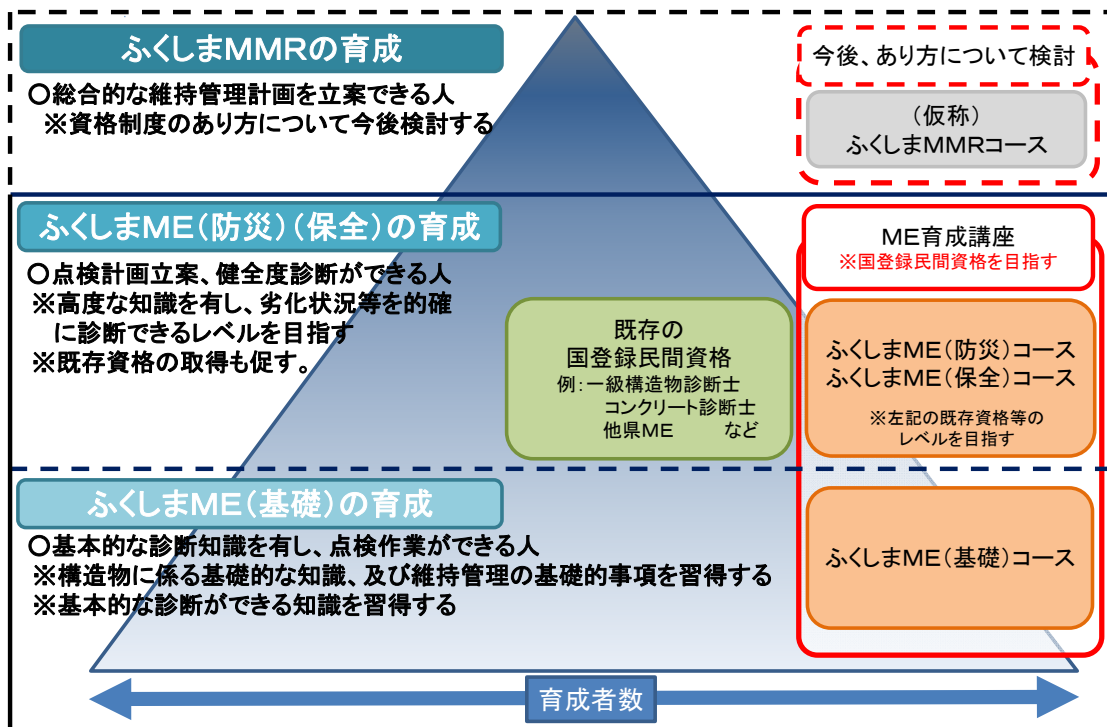 ふくしまMMRの育成
○総合的な維持管理計画を立案できる人
※資格制度のあり方について今後検討する
今後、あり方について検討
(仮称)
ふくしまMMRコース
ふくしまME(防災)(保全)の育成
○点検計画立案、健全度診断ができる人
※高度な知識を有し、劣化状況等を的確
に診断できるレベルを目指す
※既存資格の取得も促す。
既存の
国登録民間資格
例:一級構造物診断士
コンクリート診断士
他県ME など
ME育成講座
※国登録民間資格を目指す
ふくしまME(防災)コース
ふくしまME(保全)コース
※左記の既存資格等の
レベルを目指す
ふくしまME(基礎)の育成
○基本的な診断知識を有し、点検作業ができる人
※構造物に係る基礎的な知識、及び維持管理の基礎的事項を習得する
※基本的な診断ができる知識を習得する
ふくしまME(基礎)コース
育成者数